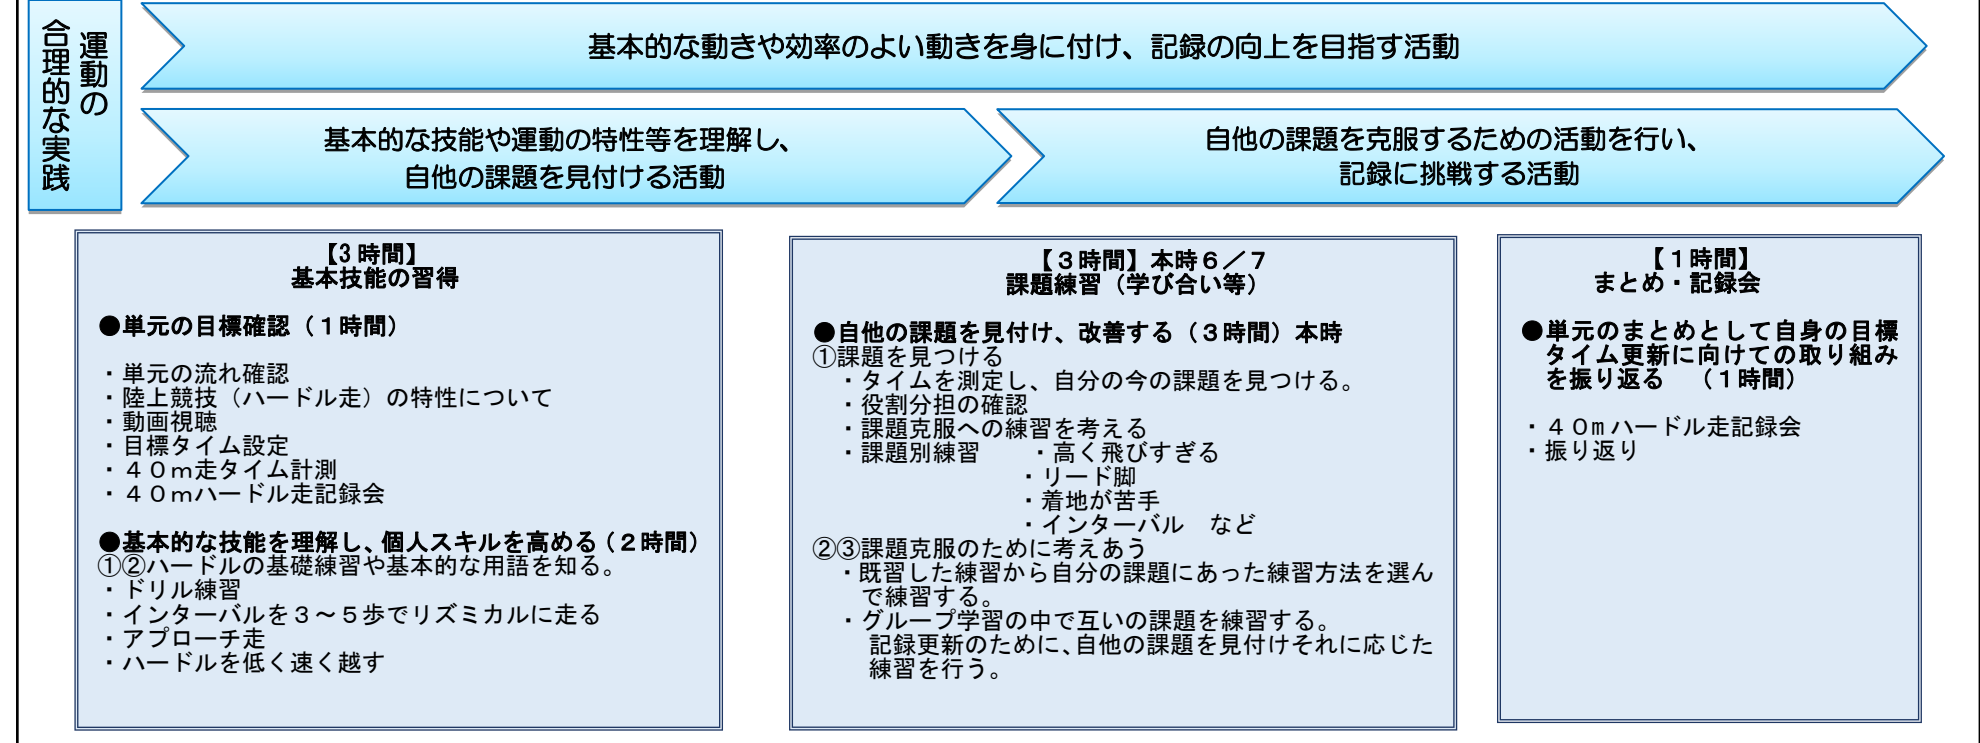 運動の
合理的な実践
基本的な動きや効率のよい動きを身に付け、記録の向上を目指す活動
基本的な技能や運動の特性等を理解し、
自他の課題を見付ける活動
自他の課題を克服するための活動を行い、
記録に挑戦する活動
【3時間】
基本技能の習得
●単元の目標確認（１時間）
・単元の流れ確認
・陸上競技（ハードル走）の特性について
・動画視聴
・目標タイム設定
・４０ｍ走タイム計測
・４０ｍハードル走記録会
●基本的な技能を理解し、個人スキルを高める（２時間）
①②ハードルの基礎練習や基本的な用語を知る。
・ドリル練習
・インターバルを３～５歩でリズミカルに走る
・アプローチ走
・ハードルを低く速く越す
【３時間】本時６／７
課題練習（学び合い等）
●自他の課題を見付け、改善する（３時間）本時
①課題を見つける
・タイムを測定し、自分の今の課題を見つける。
・役割分担の確認
・課題克服への練習を考える
・課題別練習　　・高く飛びすぎる
・リード脚
・着地が苦手
・インターバル　など
②③課題克服のために考えあう
・既習した練習から自分の課題にあった練習方法を選ん
で練習する。
・グループ学習の中で互いの課題を練習する。
記録更新のために、自他の課題を見付けそれに応じた
練習を行う。
【１時間】
まとめ・記録会
●単元のまとめとして自身の目標
タイム更新に向けての取り組み
を振り返る　（１時間）
・４０ｍハードル走記録会
・振り返り